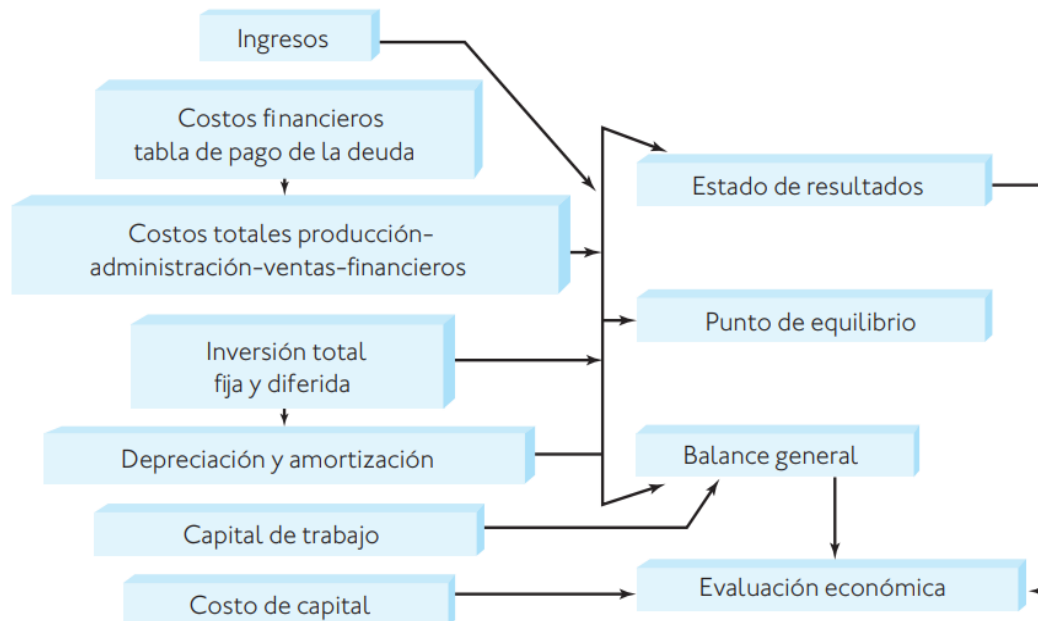 Ingresos
Costos financieros
tabla de pago de la deuda
Costos totales producción-
administración-ventas-financieros
Inversión total
fija y diferida
Depreciación y amortización
Capital de trabajo
Costo de capital
Estado de resultados
Punto de equilibrio
Balance general
Evaluación económica